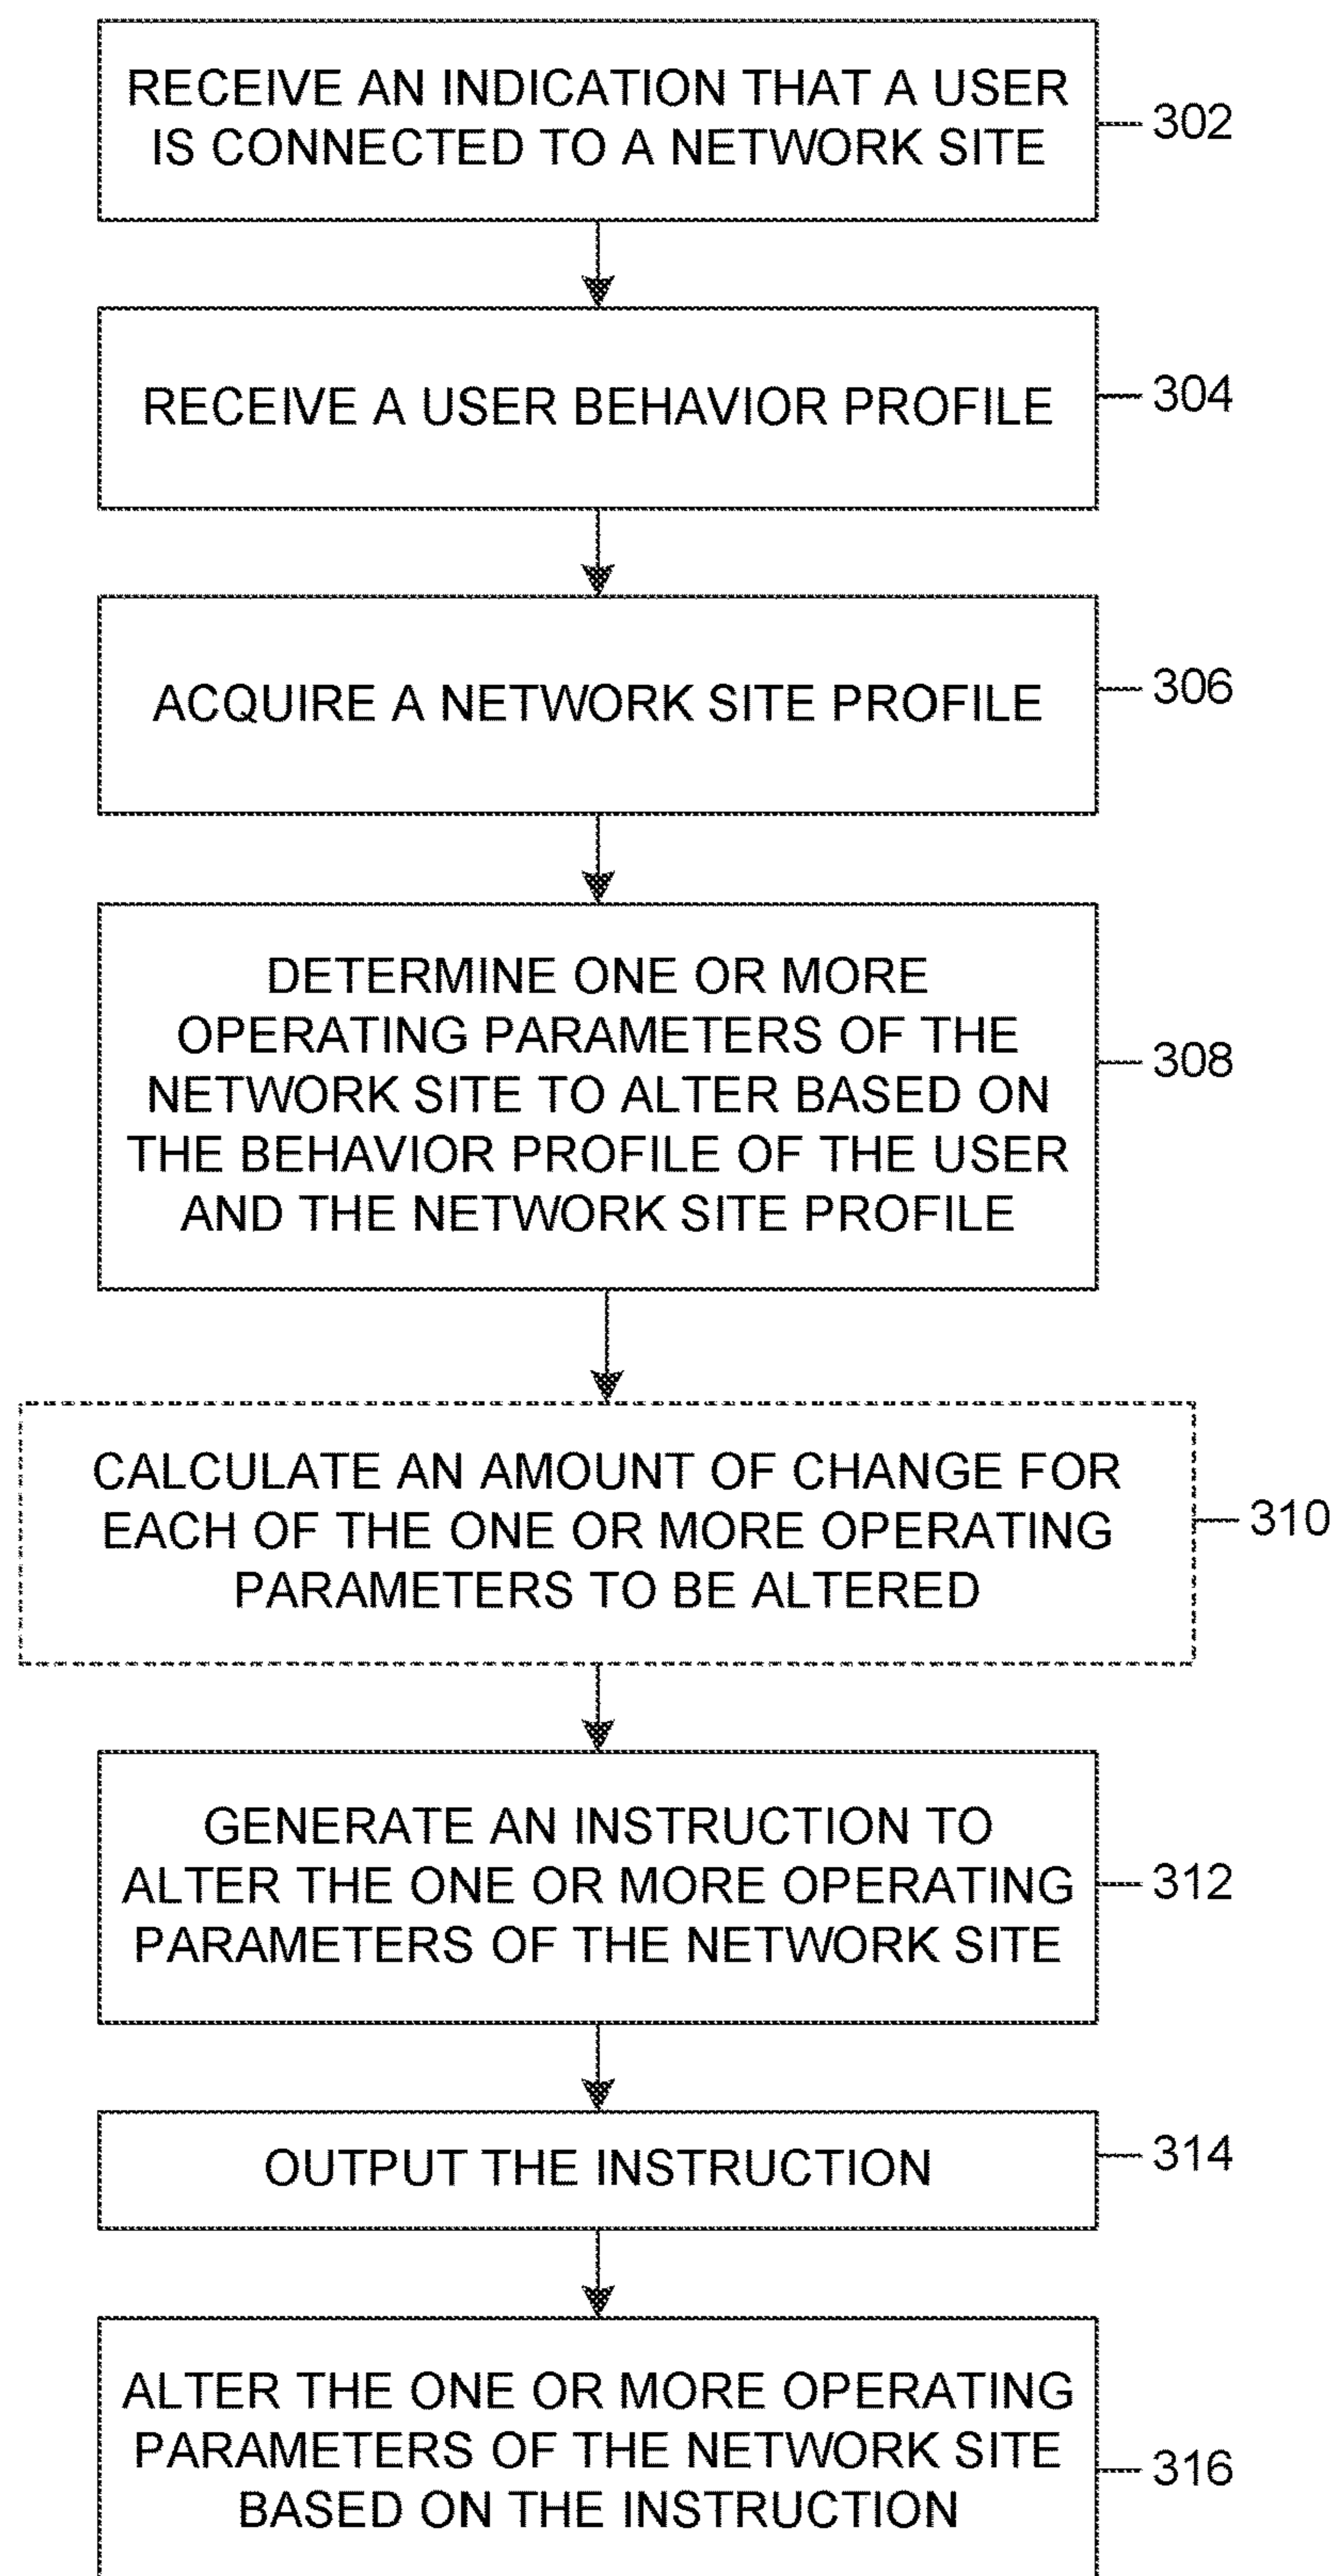 RECEIVE AN INDICATION THAT A USER
IS CONNECTED TO A NETWORK SITE
302
RECEIVE A USER BEHAVIOR PROFILE
304
ACQUIRE A NETWORK SITE PROFILE
306
DETERMINE ONE OR MORE
OPERATING PARAMETERS OF THE
NETWORK SITE TO ALTER BASED ON
THE BEHAVIOR PROFILE OF THE USER
AND THE NETWORK SITE PROFILE
308
CALCULATE AN AMOUNT OF CHANGE FOR
EACH OF THE ONE OR MORE OPERATING
PARAMETERS TO BE ALTERED
310
GENERATE AN INSTRUCTION TO
ALTER THE ONE OR MORE OPERATING
PARAMETERS OF THE NETWORK SITE
312
OUTPUT THE INSTRUCTION
314
ALTER THE ONE OR MORE OPERATING
PARAMETERS OF THE NETWORK SITE
BASED ON THE INSTRUCTION
316